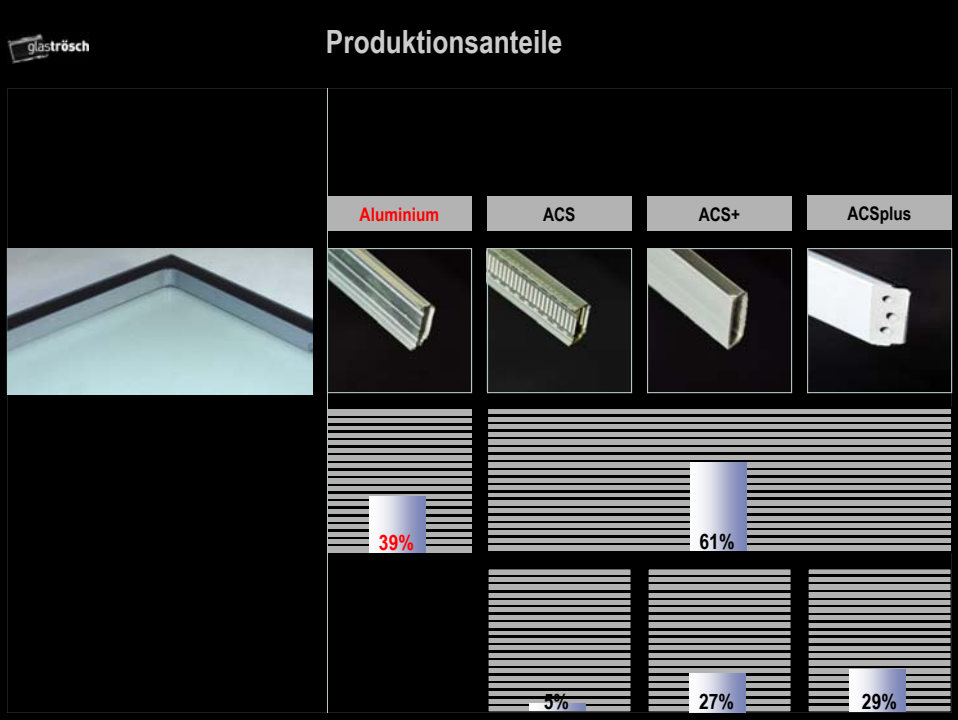 glaströsch
Produktionsanteile
Aluminium
ACS
ACS+
ACSplus
39%
61%
5%
27%
29%